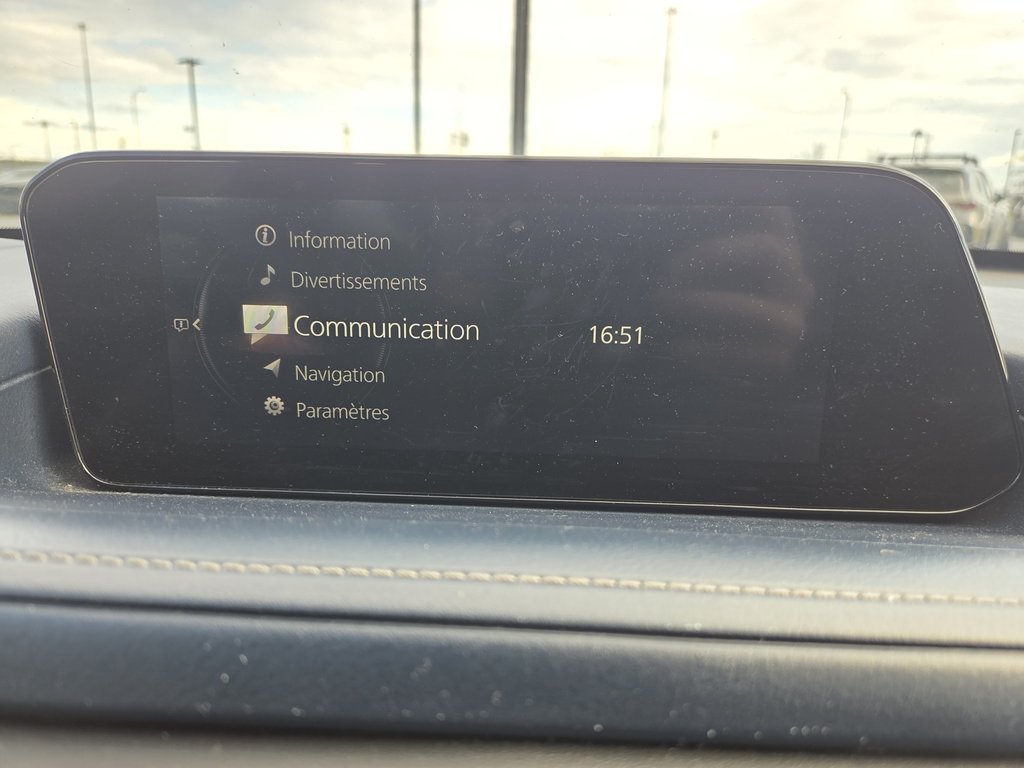 Information
Divertissements
Communication
16:51
Navigation
Paramètres